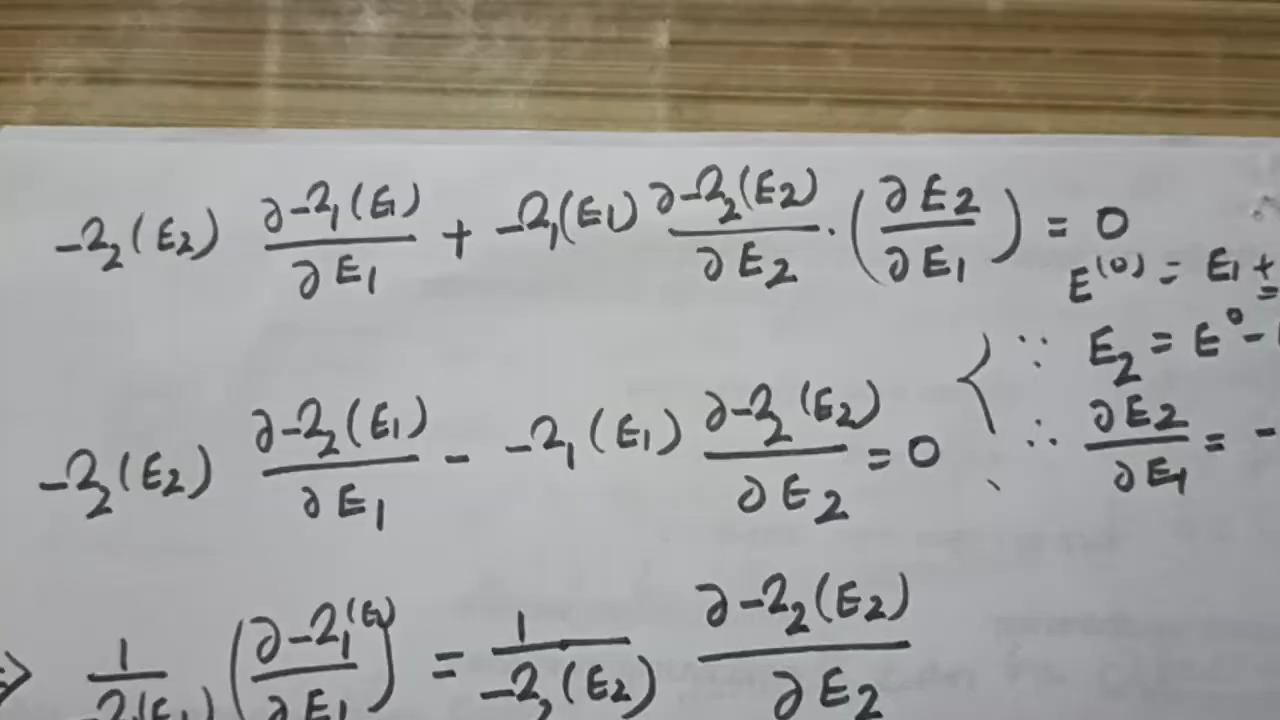 Ω₂(E₂) ∂Ω₁(E₁)/∂E₁ + Ω₁(E₁) ∂Ω₂(E₂)/∂E₂ · (∂E₂/∂E₁) = 0
E⁽⁰⁾ = E₁ +
∵ E₂ = E⁰ -
Ω₂(E₂) ∂Ω₂(E₁)/∂E₁ - Ω₁(E₁) ∂Ω₂(E₂)/∂E₂ = 0
∴ ∂E₂/∂E₁ = -
⇒ 1/Ω₁(E₁) (∂Ω₁(E₁)/∂E₁) = 1/Ω₂(E₂) ∂Ω₂(E₂)/∂E₂